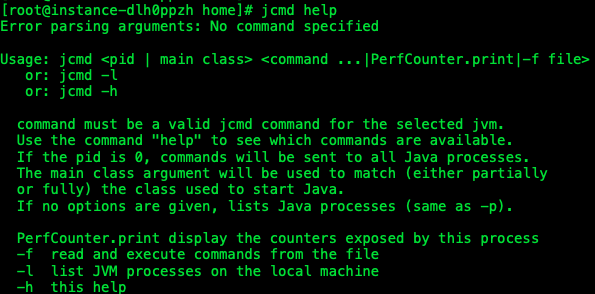 [root@instance-dlh0ppzh home]# jcmd help
Error parsing arguments: No command specified
Usage: jcmd <pid | main class> <command ...|PerfCounter.print|-f file>
or: jcmd -l
or: jcmd -h
command must be a valid jcmd command for the selected jvm.
Use the command "help" to see which commands are available.
If the pid is 0, commands will be sent to all Java processes.
The main class argument will be used to match (either partially
or fully) the class used to start Java.
If no options are given, lists Java processes (same as -p).
PerfCounter.print display the counters exposed by this process
-f  read and execute commands from the file
-l  list JVM processes on the local machine
-h  this help